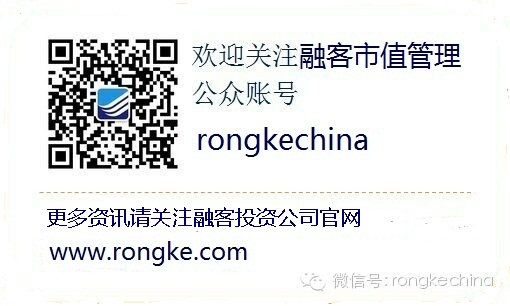 欢迎关注融客市值管理
公众账号
rongkechina
更多资讯请关注融客投资公司官网
www.rongke.com
微信号:rongkechina